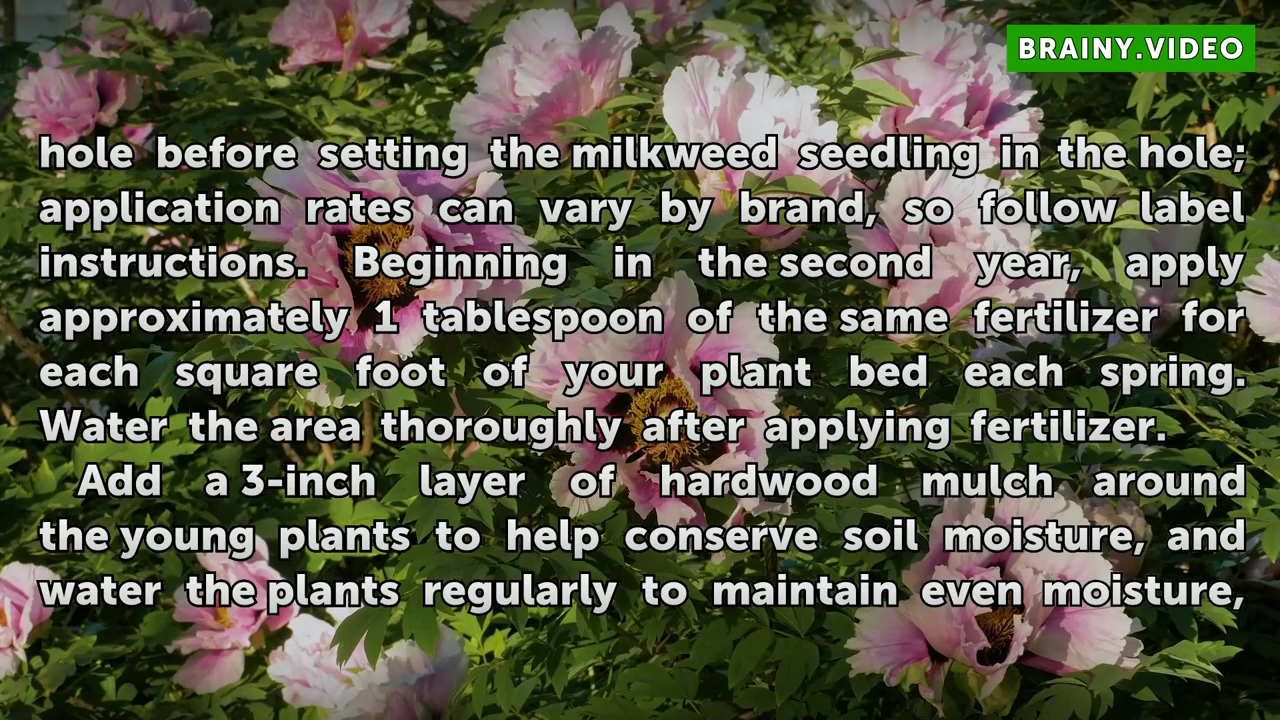 BRAINY.VIDEO
hole before setting the milkweed seedling in the hole;
application rates can vary by brand, so follow label
instructions. Beginning in the second year, apply
approximately 1 tablespoon of the same fertilizer for
each square foot of your plant bed each spring.
Water the area thoroughly after applying fertilizer.
Add a 3-inch layer of hardwood mulch around
the young plants to help conserve soil moisture, and
water the plants regularly to maintain even moisture,